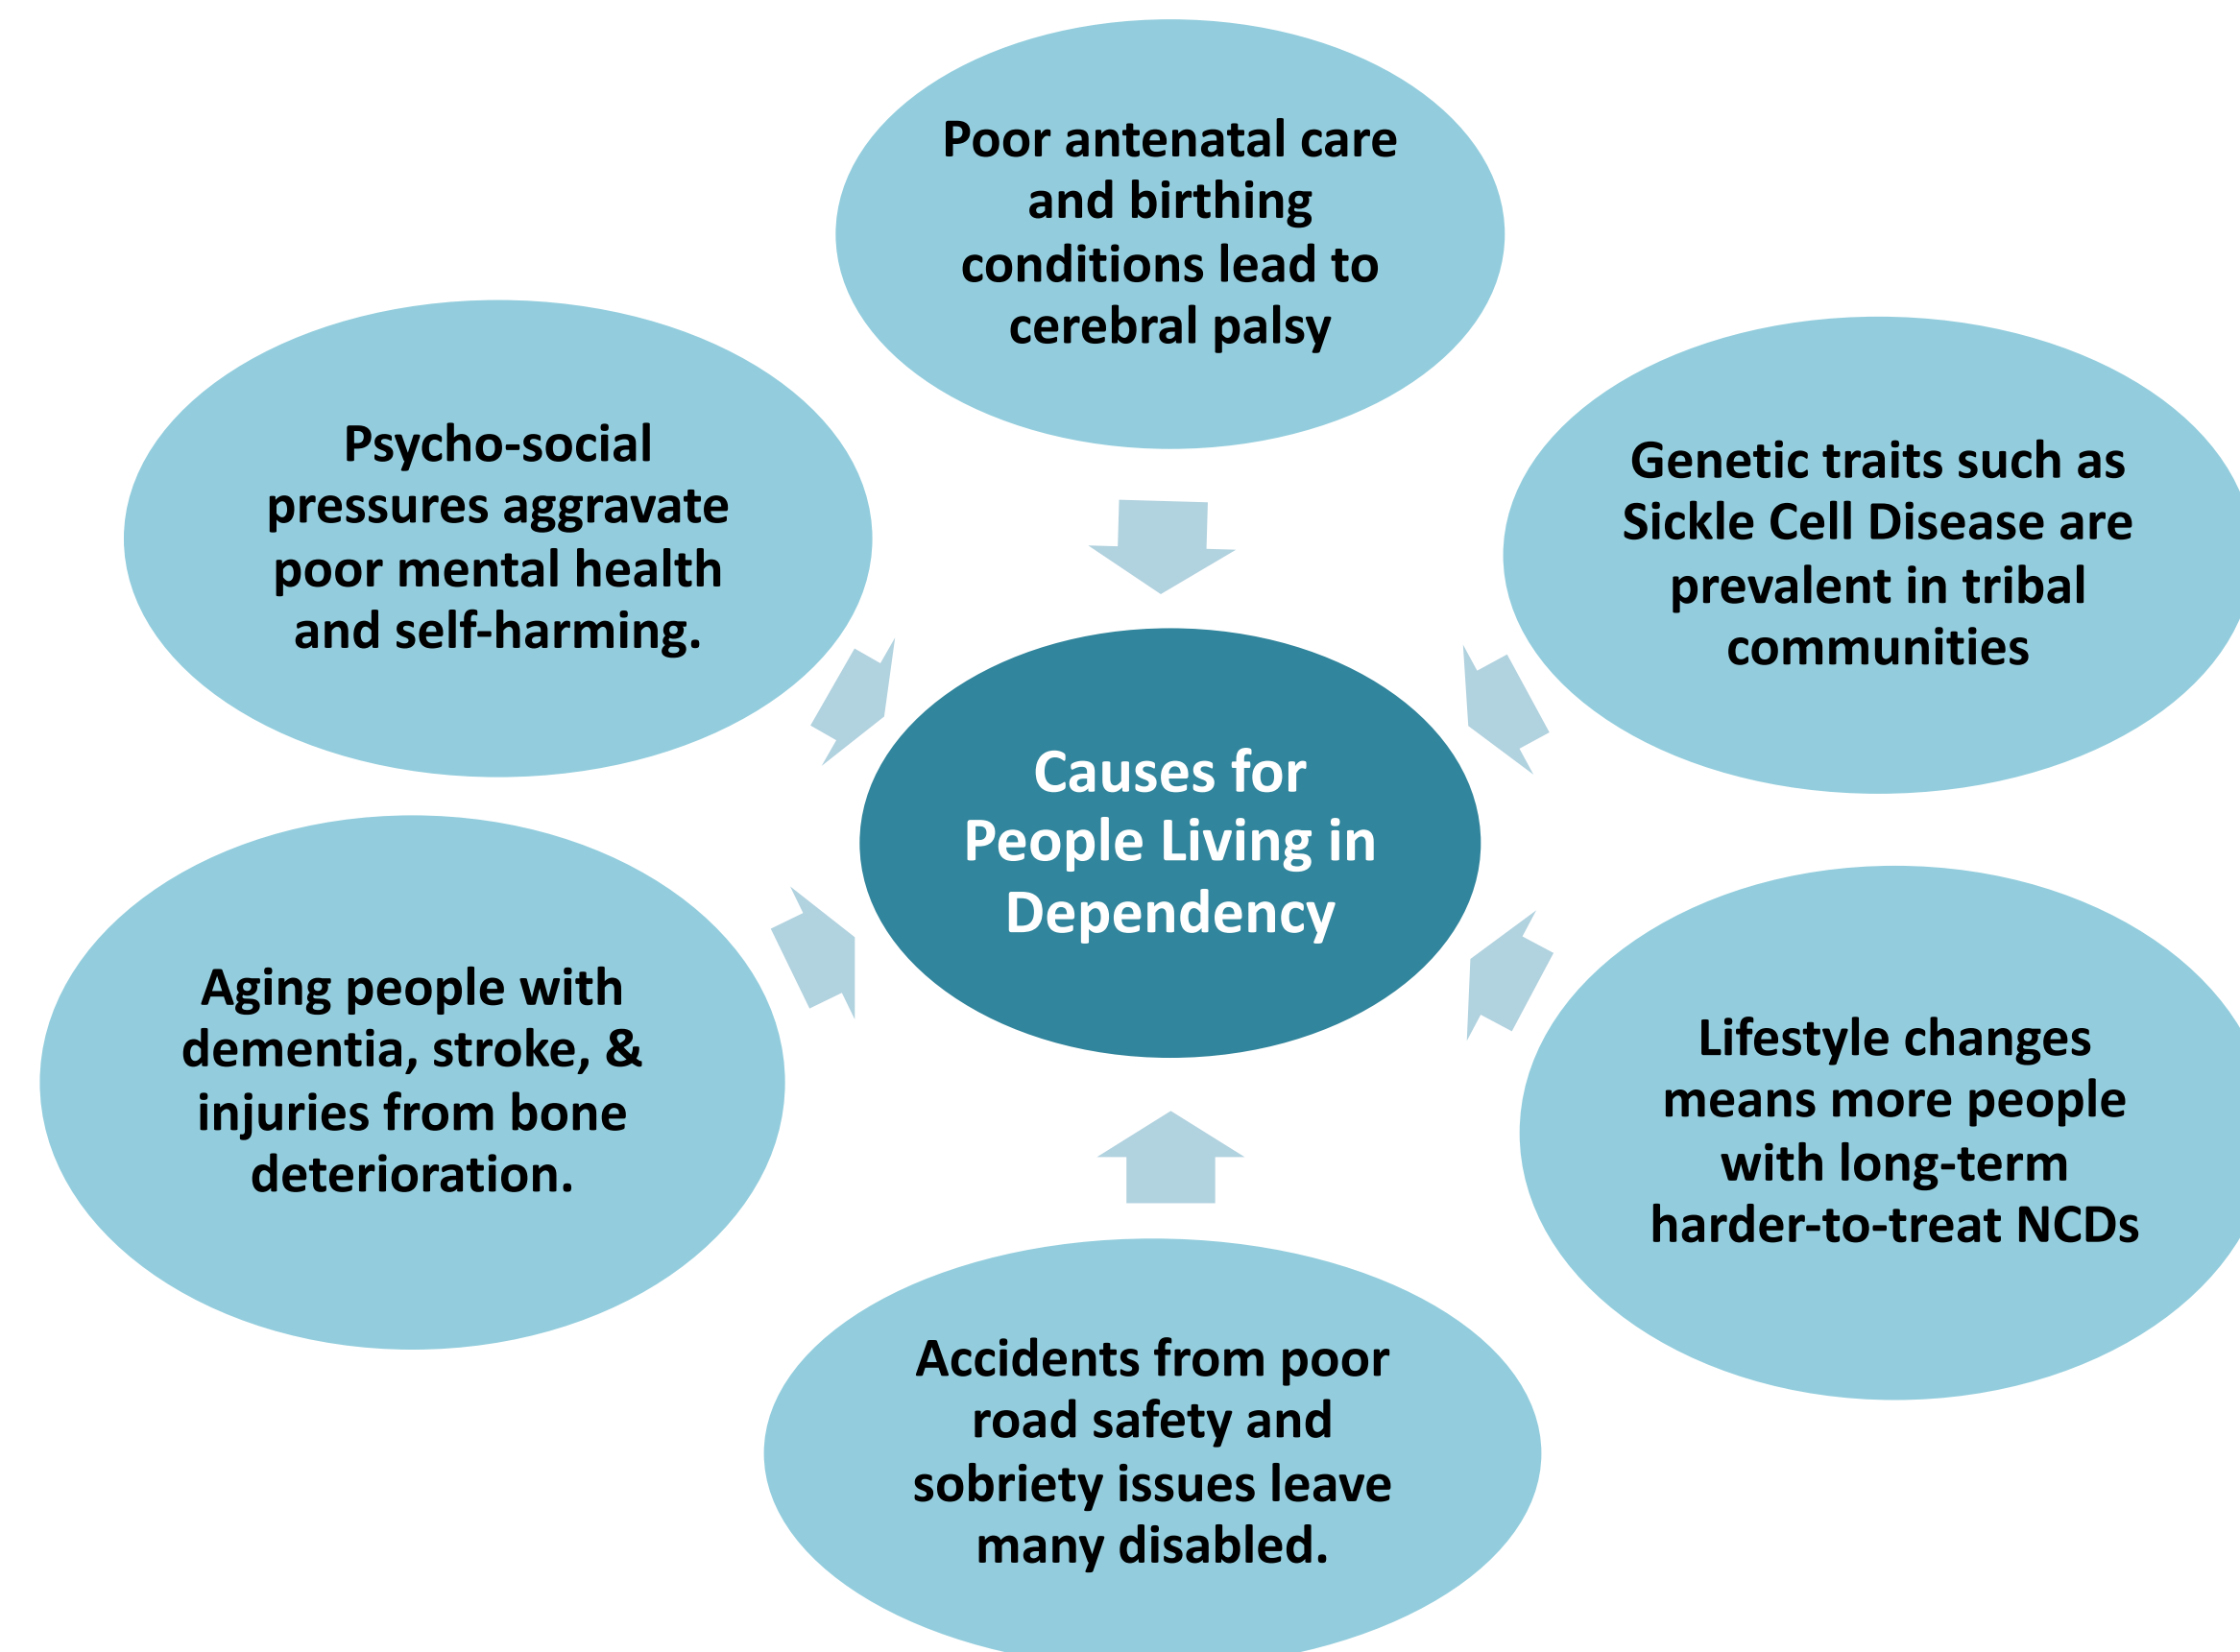 Poor antenatal care
and birthing
conditions lead to
cerebral palsy
Genetic traits such as
Sickle Cell Disease are
prevalent in tribal
communities
Lifestyle changes
means more people
with long-term
harder-to-treat NCDs
Accidents from poor
road safety and
sobriety issues leave
many disabled.
Aging people with
dementia, stroke, &
injuries from bone
deterioration.
Psycho-social
pressures aggravate
poor mental health
and self-harming.
Causes for
People Living in
Dependency